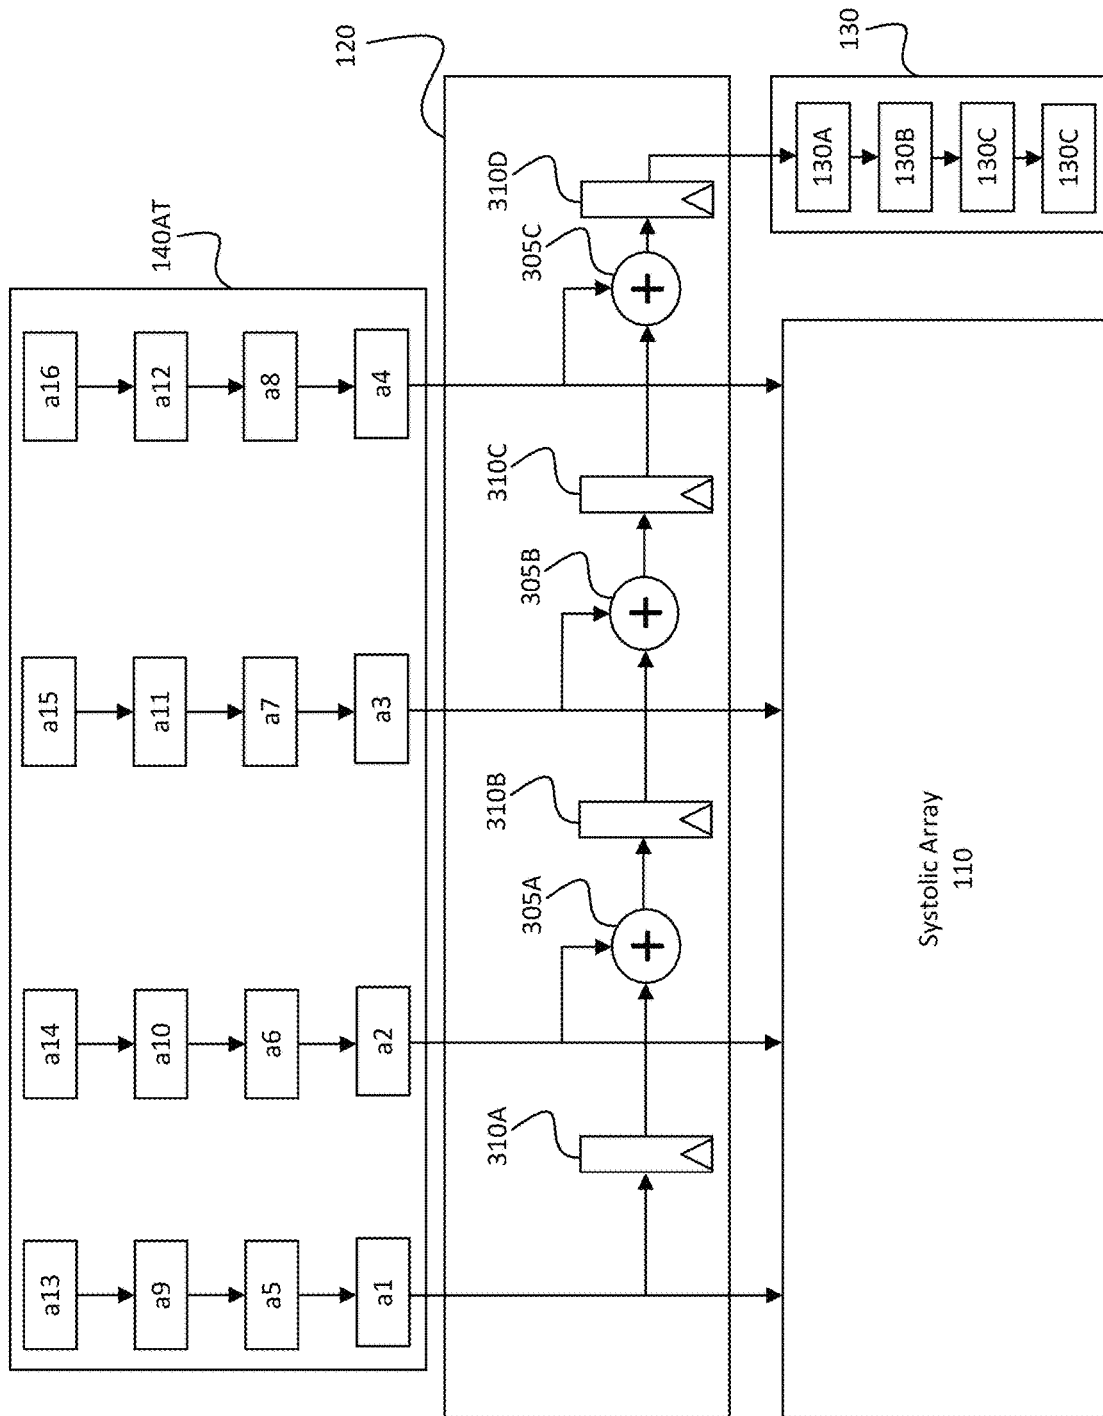 140AT
a16
a12
a8
a4
a15
a11
a7
a3
a14
a10
a6
a2
a13
a9
a5
a1
120
310D
305C
310C
305B
310B
305A
310A
+
+
+
130
130A
130B
130C
130C
Systolic Array
110